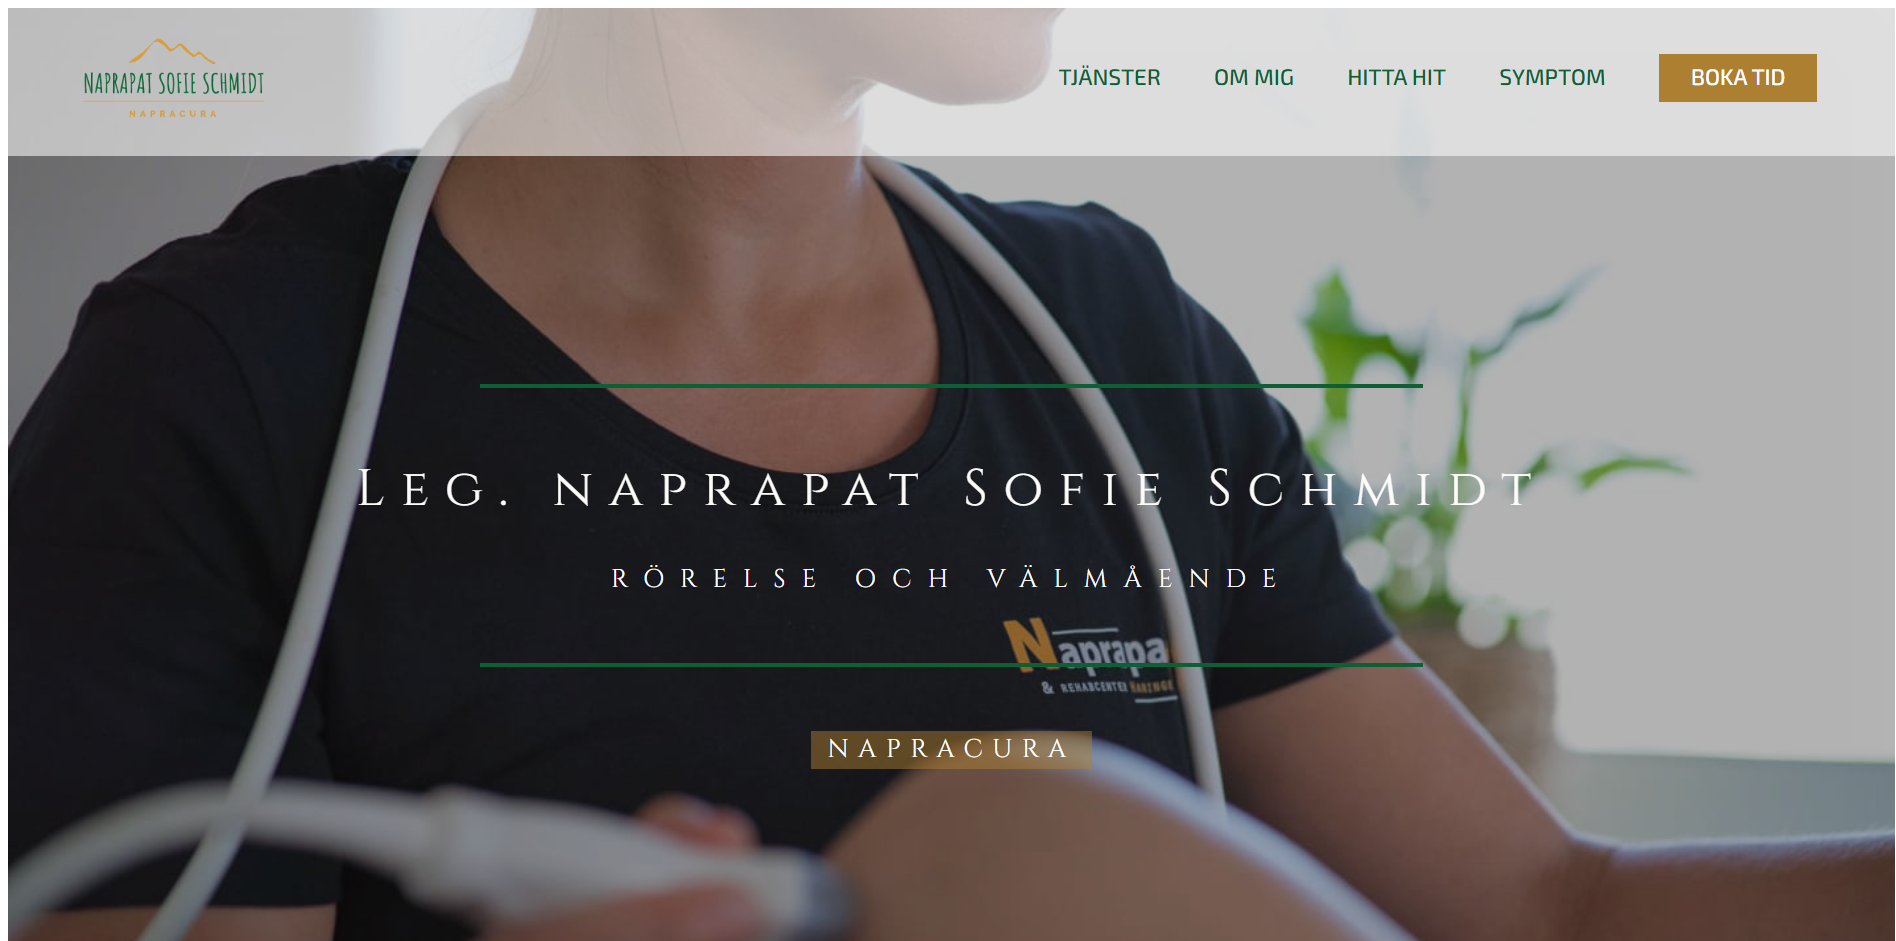 NAPRAPAT SOFIE SCHMIDT
NAPRACURA
TJÄNSTER OM MIG HITTA HIT SYMPTOM BOKA TID
Leg. naprapat Sofie Schmidt
RÖRELSE OCH VÄLMÅENDE
Naprapa
& REHABCENTER HANINGE
NAPRACURA